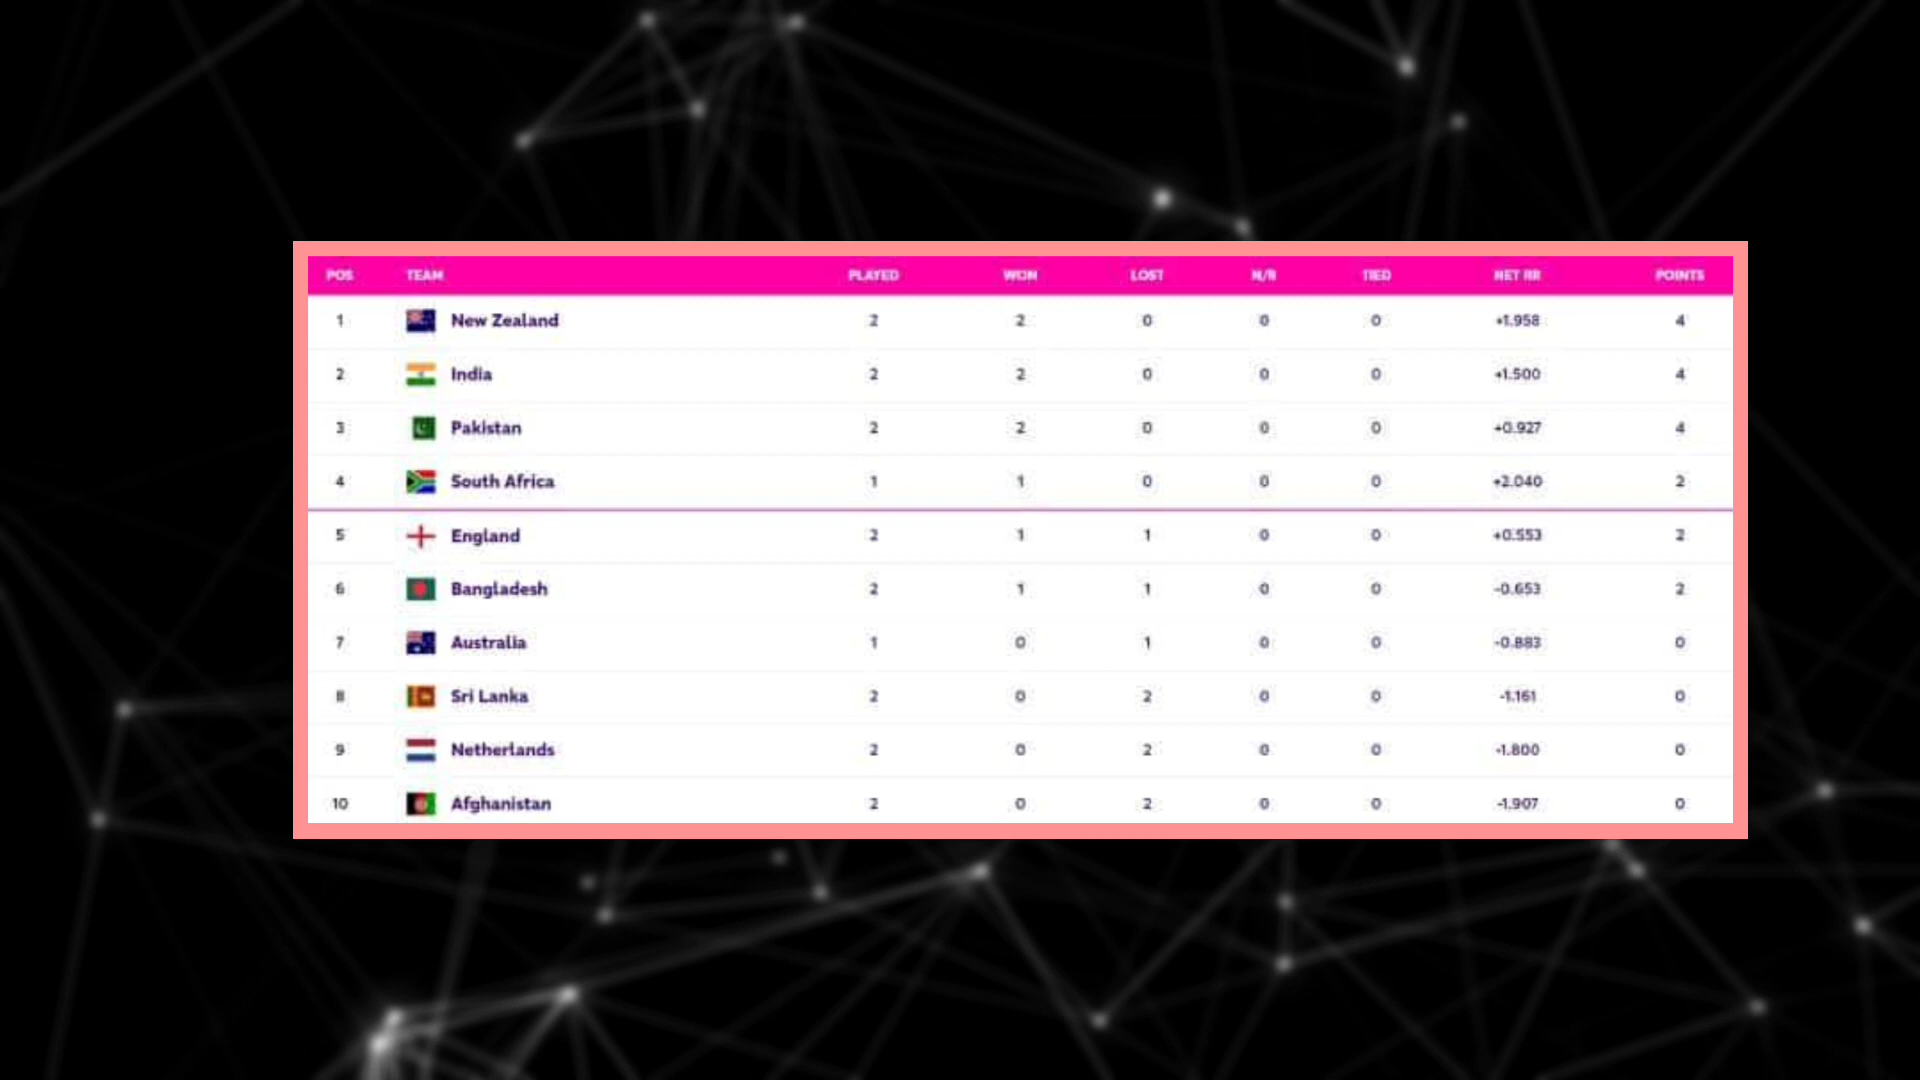 POS TEAM PLAYED WON LOST N/R TIED NET RR POINTS
1 New Zealand 2 2 0 0 0 +1.958 4
2 India 2 2 0 0 0 +1.500 4
3 Pakistan 2 2 0 0 0 +0.927 4
4 South Africa 1 1 0 0 0 +2.040 2
5 England 2 1 1 0 0 +0.553 2
6 Bangladesh 2 1 1 0 0 -0.653 2
7 Australia 1 0 1 0 0 -0.883 0
8 Sri Lanka 2 0 2 0 0 -1.161 0
9 Netherlands 2 0 2 0 0 -1.800 0
10 Afghanistan 2 0 2 0 0 -1.907 0